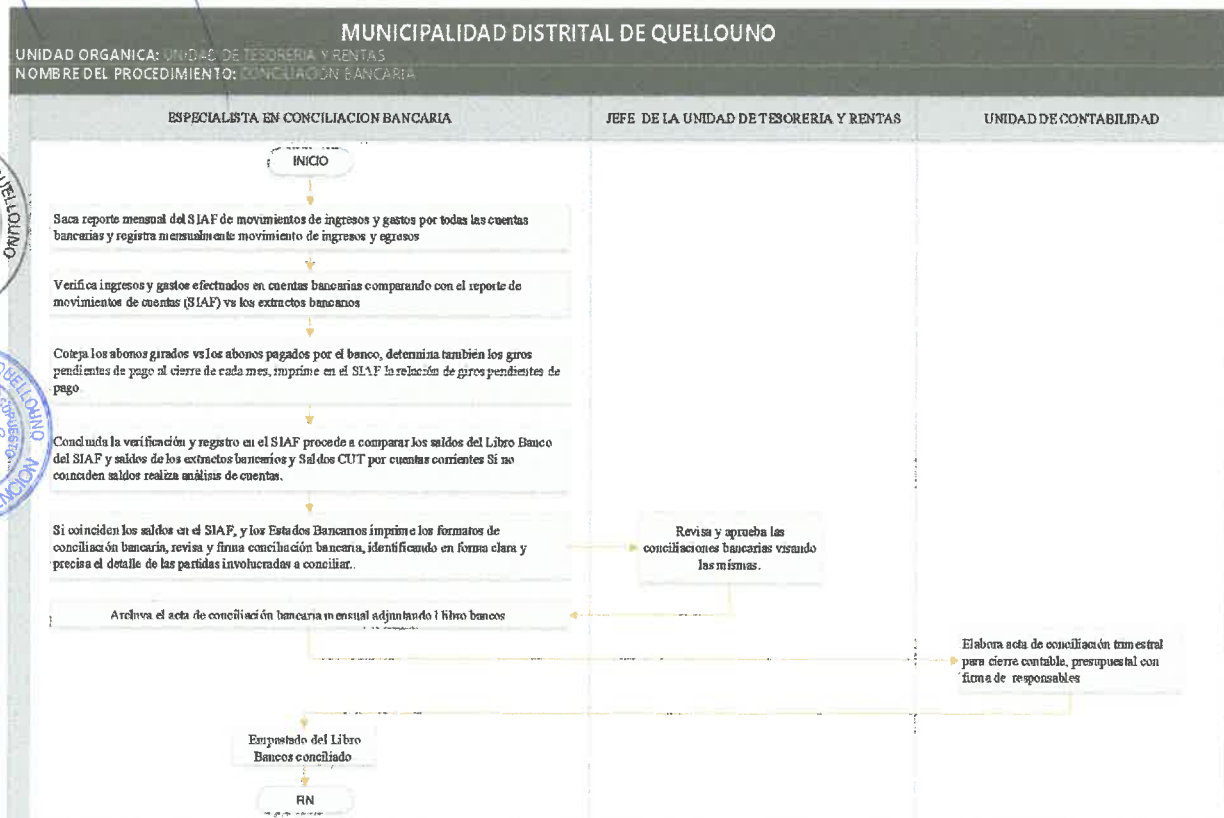 MUNICIPALIDAD DISTRITAL DE QUELLOUNO
UNIDAD ORGANICA: UNIDAD DE TESORERIA Y RENTAS
NOMBRE DEL PROCEDIMIENTO: CONCILIACION BANCARIA
ESPECIALISTA EN CONCILIACION BANCARIA
JEFE DE LA UNIDAD DE TESORERIA Y RENTAS
UNIDAD DE CONTABILIDAD
INICIO
Saca reporte mensual del SIAF de movimientos de ingresos y gastos por todas las cuentas
bancarias y registra mensualmente movimiento de ingresos y egresos
Verifica ingresos y gastos efectuados en cuentas bancarias comparando con el reporte de
movimientos de cuentas (SIAF) vs los extractos bancarios
Coteja los abonos girados vs los abonos pagados por el banco, determina también los giros
pendientes de pago al cierre de cada mes, imprime en el SIAF la relación de giros pendientes de
pago
Concluida la verificación y registro en el SIAF procede a comparar los saldos del Libro Banco
del SIAF y saldos de los extractos bancarios y Saldos CUT por cuentas corrientes Si no
coinciden saldos realiza análisis de cuentas.
Si coinciden los saldos en el SIAF, y los Estados Bancarios imprime los formatos de
conciliación bancaria, revisa y firma conciliación bancaria, identificando en forma clara y
precisa el detalle de las partidas involucradas a conciliar..
Revisa y aprueba las
conciliaciones bancarias visando
las mismas.
Archiva el acta de conciliación bancaria mensual adjuntando l libro bancos
Elabora acta de conciliación trimestral
para cierre contable, presupuestal con
firma de responsables
Empastado del Libro
Bancos conciliado
FIN
QUELLOUNO
QUELLOUNO